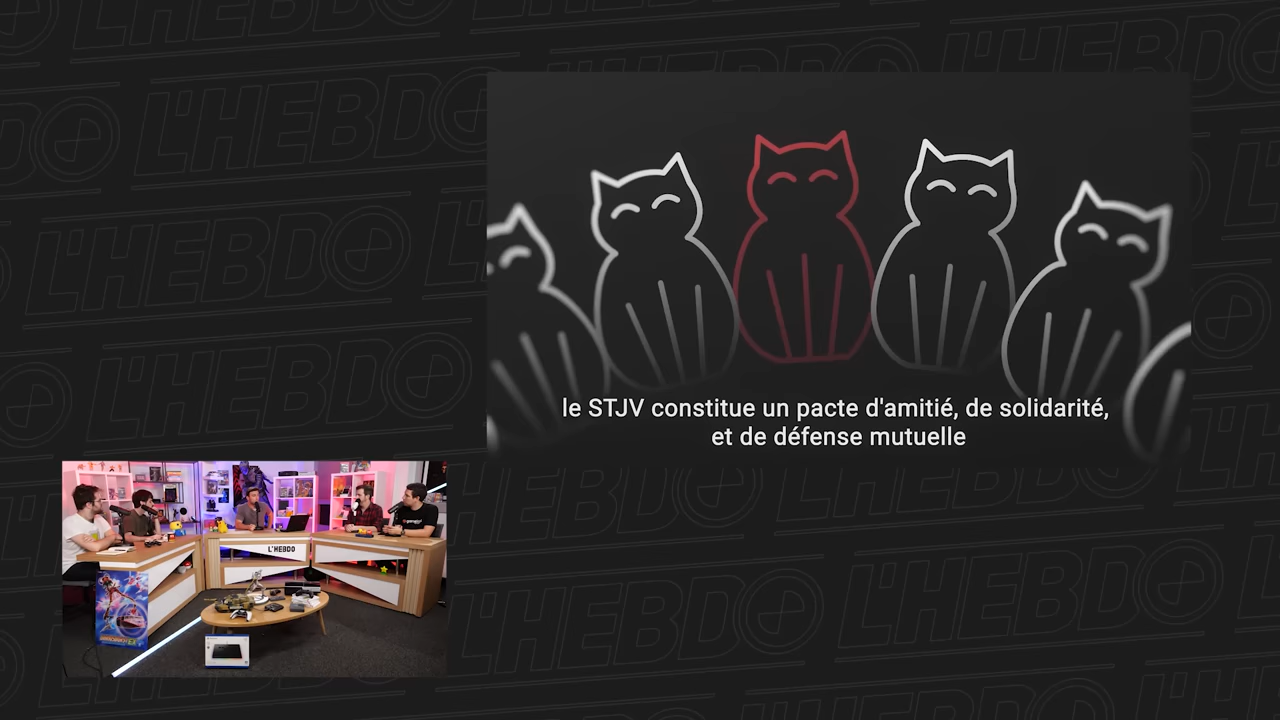 le STJV constitue un pacte d'amitié, de solidarité,
et de défense mutuelle
L'HEBDO